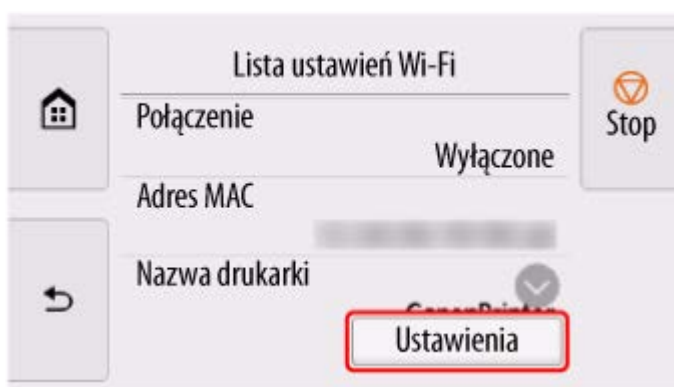 Lista ustawień Wi-Fi
Połączenie
Wyłączone
Adres MAC
Nazwa drukarki
Ustawienia
Stop